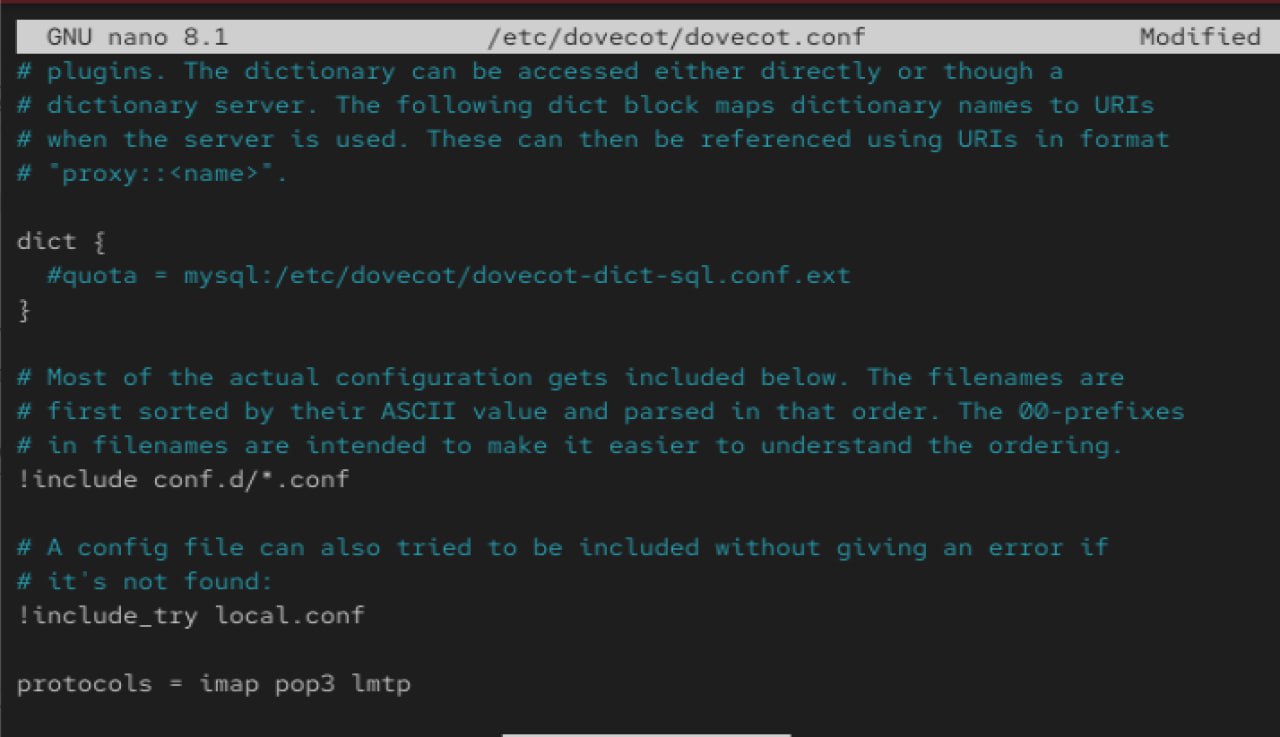 GNU nano 8.1 /etc/dovecot/dovecot.conf Modified
# plugins. The dictionary can be accessed either directly or though a
# dictionary server. The following dict block maps dictionary names to URIs
# when the server is used. These can then be referenced using URIs in format
# "proxy::<name>".
dict {
  #quota = mysql:/etc/dovecot/dovecot-dict-sql.conf.ext
}
# Most of the actual configuration gets included below. The filenames are
# first sorted by their ASCII value and parsed in that order. The 00-prefixes
# in filenames are intended to make it easier to understand the ordering.
!include conf.d/*.conf
# A config file can also tried to be included without giving an error if
# it's not found:
!include_try local.conf
protocols = imap pop3 lmtp